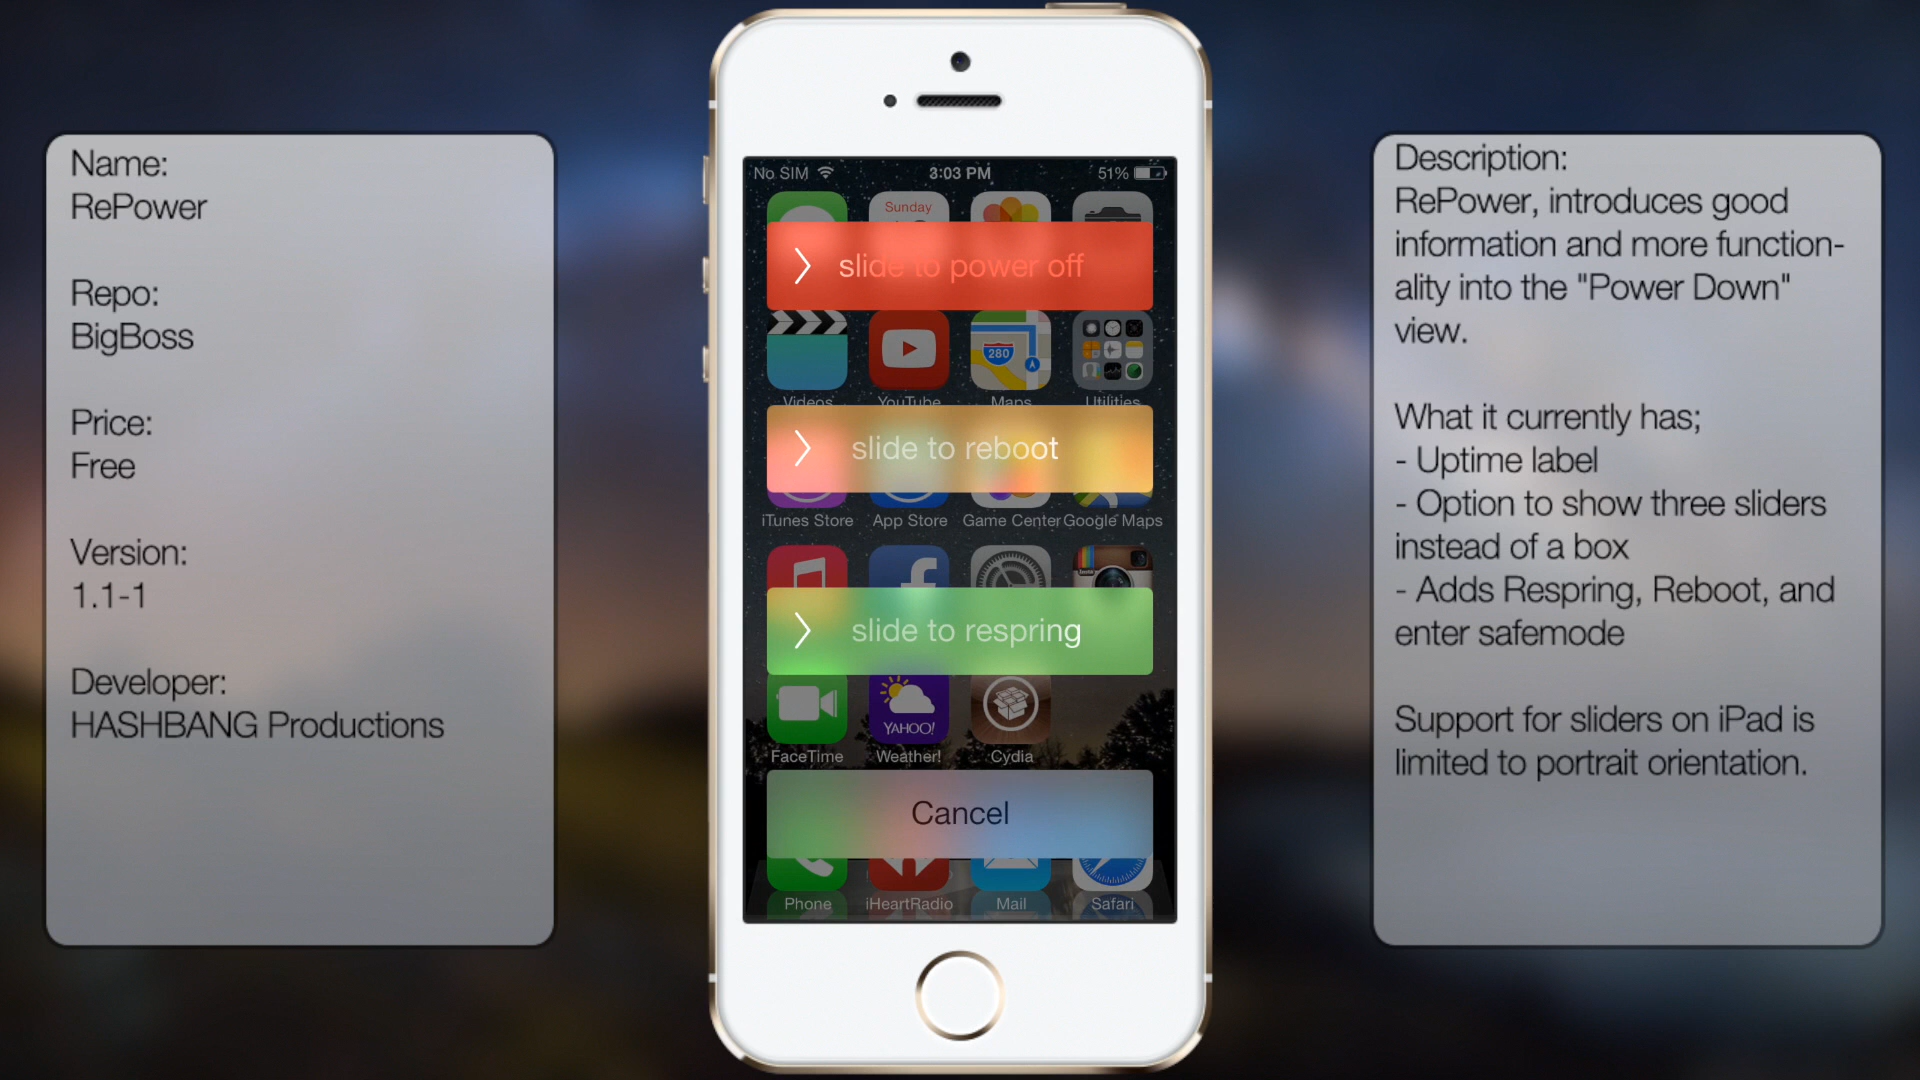 Name:
RePower
Repo:
BigBoss
Price:
Free
Version:
1.1-1
Developer:
HASHBANG Productions
No SIM 3:03 PM 51%
Sunday
slide to power off
280
Videos YouTube Maps Utilities
slide to reboot
iTunes Store App Store Game Center Google Maps
slide to respring
YAHOO!
FaceTime Weather! Cydia
Cancel
Phone iHeartRadio Mail Safari
Description:
RePower, introduces good
information and more function-
ality into the "Power Down"
view.
What it currently has;
- Uptime label
- Option to show three sliders
instead of a box
- Adds Respring, Reboot, and
enter safemode
Support for sliders on iPad is
limited to portrait orientation.